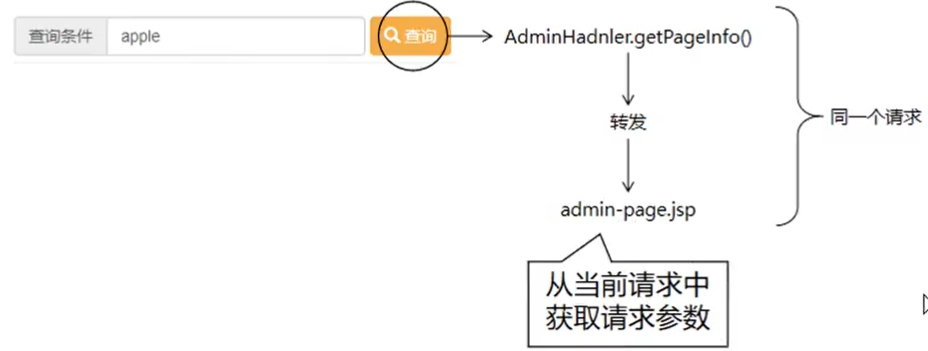 查询条件 apple 查询
AdminHadnler.getPageInfo()
转发
同一个请求
admin-page.jsp
从当前请求中
获取请求参数